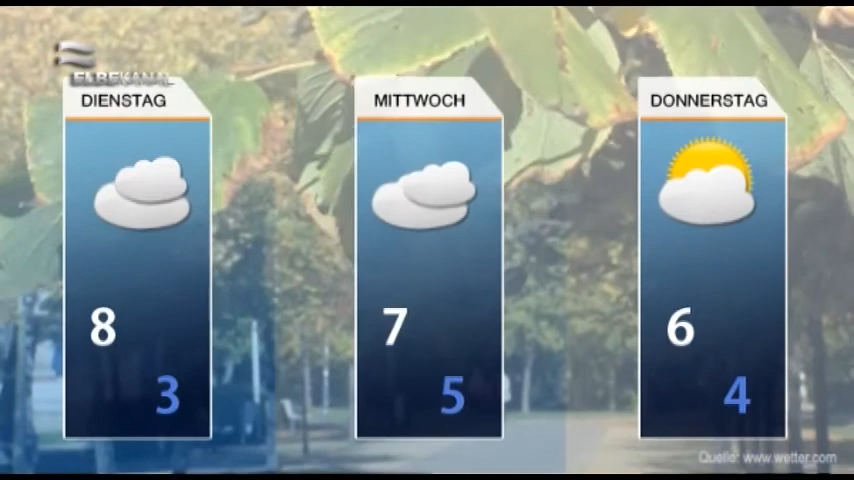 ELBEKANAL
DIENSTAG
MITTWOCH
DONNERSTAG
8
7
6
3
5
4
Quelle: www.wetter.com